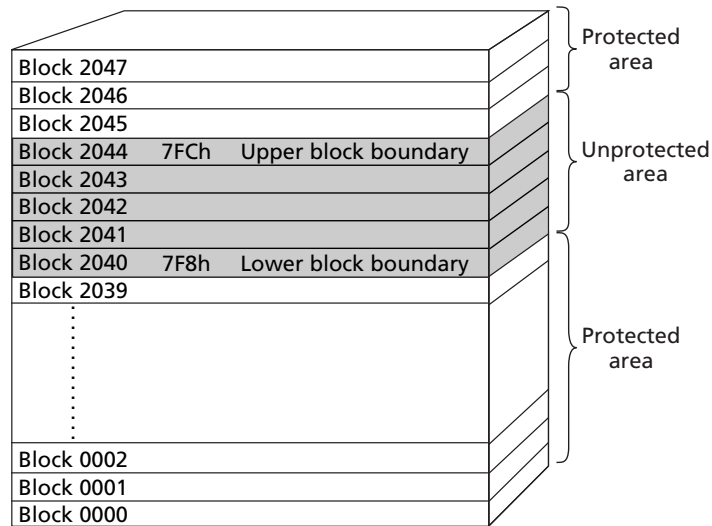 Block 2047
Block 2046
Block 2045
Block 2044 7FCh Upper block boundary
Block 2043
Block 2042
Block 2041
Block 2040 7F8h Lower block boundary
Block 2039
Block 0002
Block 0001
Block 0000
Protected
area
Unprotected
area
Protected
area